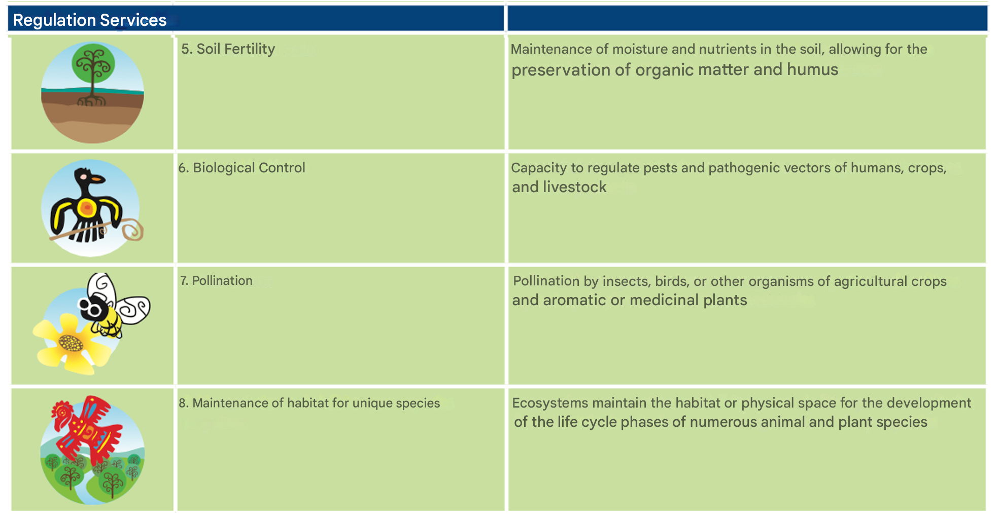 Regulation Services
5. Soil Fertility
Maintenance of moisture and nutrients in the soil, allowing for the
preservation of organic matter and humus
6. Biological Control
Capacity to regulate pests and pathogenic vectors of humans, crops,
and livestock
7. Pollination
Pollination by insects, birds, or other organisms of agricultural crops
and aromatic or medicinal plants
8. Maintenance of habitat for unique species
Ecosystems maintain the habitat or physical space for the development
of the life cycle phases of numerous animal and plant species